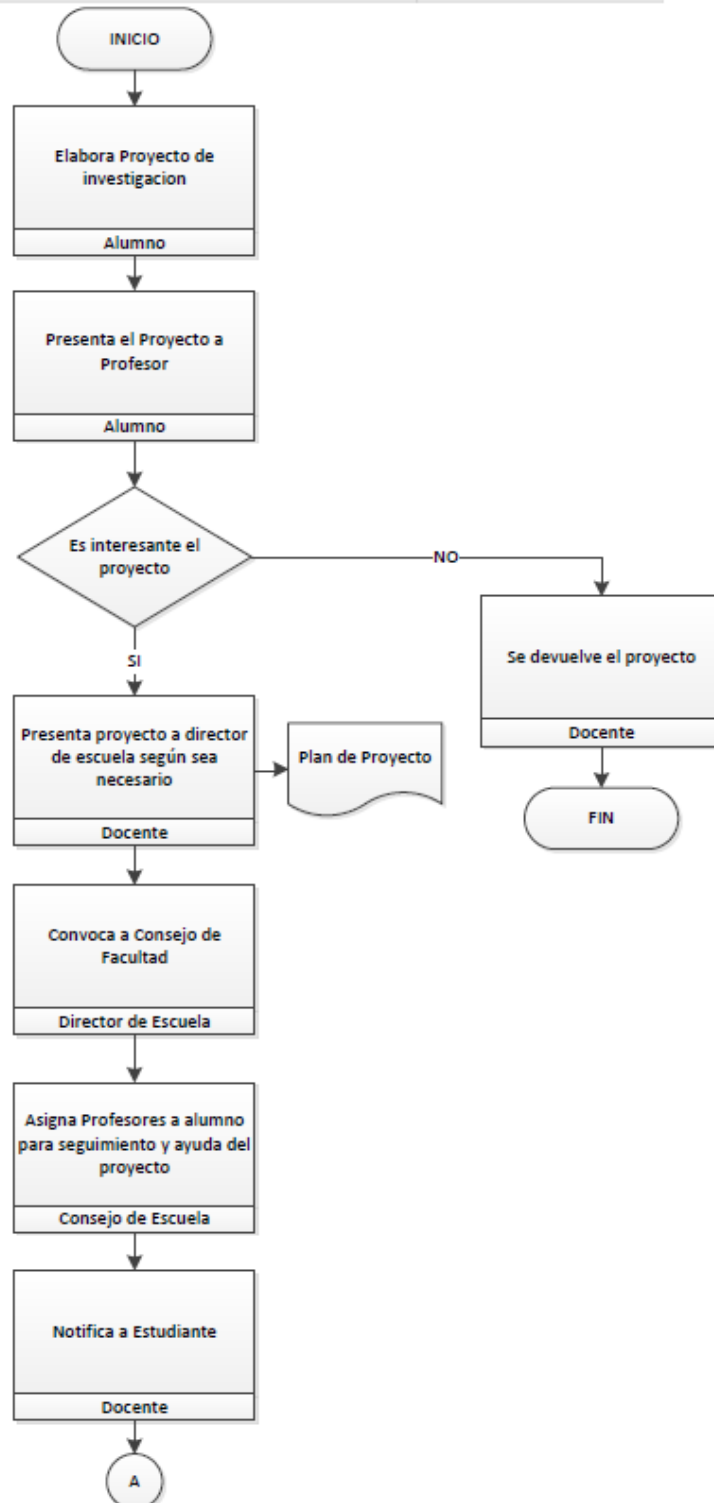 INICIO
Elabora Proyecto de
investigacion
Alumno
Presenta el Proyecto a
Profesor
Alumno
Es interesante el
proyecto
NO
Se devuelve el proyecto
Docente
FIN
SI
Presenta proyecto a director
de escuela según sea
necesario
Docente
Plan de Proyecto
Convoca a Consejo de
Facultad
Director de Escuela
Asigna Profesores a alumno
para seguimiento y ayuda del
proyecto
Consejo de Escuela
Notifica a Estudiante
Docente
A